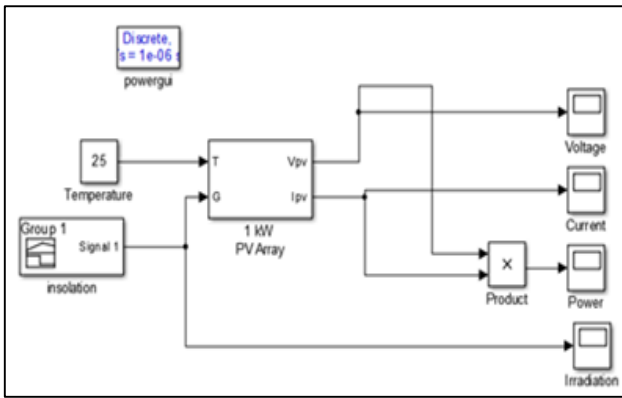 Discrete,
s = 1e-06 s
powergui
25
Temperature
Group 1
Signal 1
insolation
T
G
Vpv
Ipv
1 kW
PV Array
X
Product
Voltage
Current
Power
Irradiation